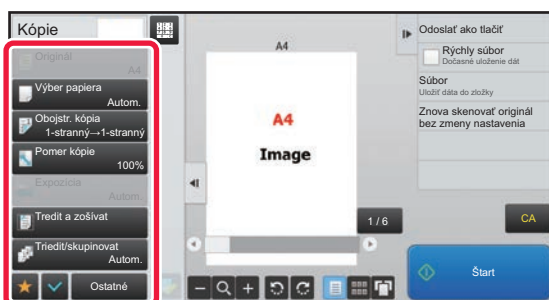 Kópie
Originál
A4
Výber papiera
Autom.
Obojstr. kópia
1-stranný→1-stranný
Pomer kópie
100%
Expozícia
Autom.
Tredit a zošívat
Triedit/skupinovat
Autom.
Ostatné
A4
A4
Image
1 / 6
Odoslať ako tlačiť
Rýchly súbor
Dočasné uloženie dát
Súbor
Uložiť dáta do zložky
Znova skenovať originál
bez zmeny nastavenia
CA
Štart